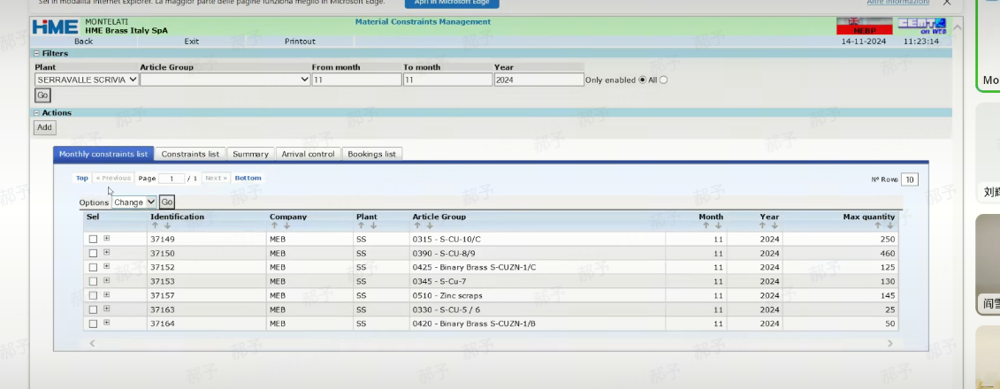 Sei in modalità Internet Explorer. La maggior parte delle pagine funziona meglio in Microsoft Edge. Apri in Microsoft Edge Altre informazioni
HME MONTELATI Material Constraints Management
HME Brass Italy SpA MEBP on WEB
Back Exit Printout 14-11-2024 11:23:14
Filters
Plant Article Group From month To month Year
SERRAVALLE SCRIVIA 11 11 2024 Only enabled All
Go
Actions
Add
Monthly constraints list Constraints list Summary Arrival control Bookings list
Top « Previous Page 1 / 1 Next » Bottom N° Rows 10
Options Change Go
Sel Identification Company Plant Article Group Month Year Max quantity
37149 MEB SS 0315 - S-CU-10/C 11 2024 250
37150 MEB SS 0390 - S-CU-8/9 11 2024 460
37152 MEB SS 0425 - Binary Brass S-CUZN-1/C 11 2024 125
37153 MEB SS 0345 - S-Cu-7 11 2024 130
37157 MEB SS 0510 - Zinc scraps 11 2024 145
37163 MEB SS 0330 - S-CU-5 / 6 11 2024 25
37164 MEB SS 0420 - Binary Brass S-CUZN-1/B 11 2024 50
Mo
刘
郝予